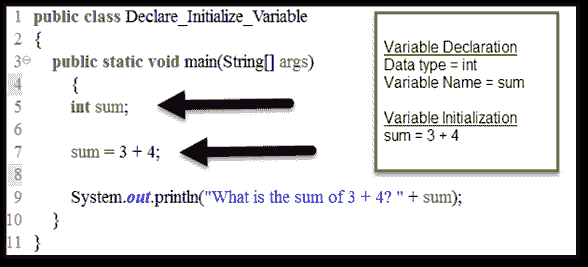 1 public class Declare_Initialize_Variable
2 {
3 public static void main(String[] args)
4 {
5 int sum;
6
7 sum = 3 + 4;
8
9 System.out.println("What is the sum of 3 + 4? " + sum);
10 }
11 }
Variable Declaration
Data type = int
Variable Name = sum
Variable Initialization
sum = 3 + 4